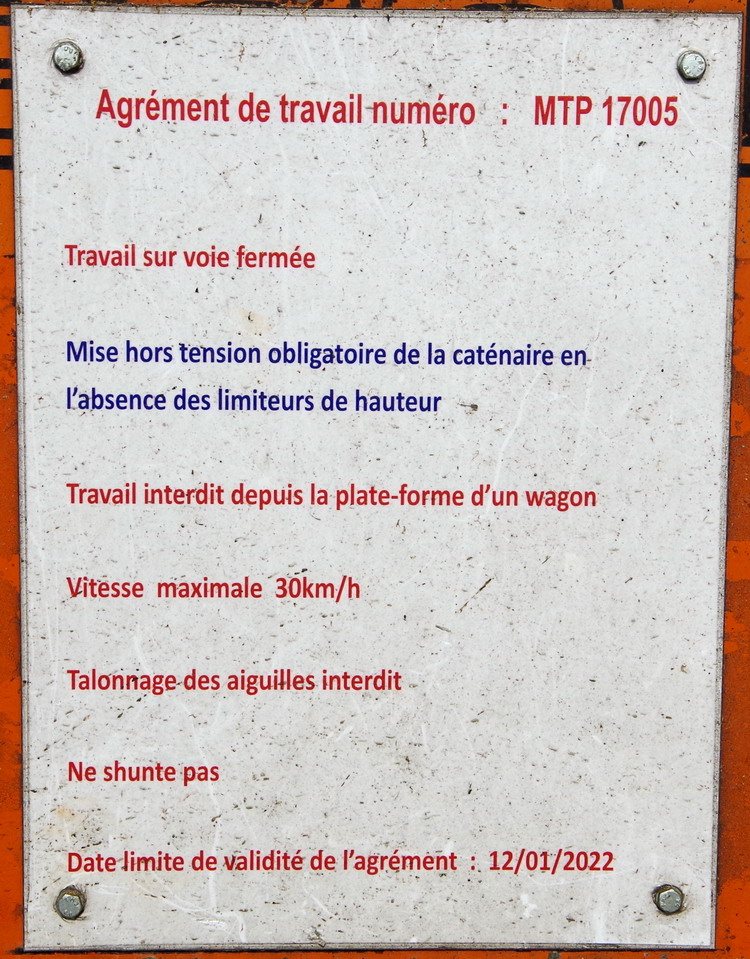 Agrément de travail numéro : MTP 17005
Travail sur voie fermée
Mise hors tension obligatoire de la caténaire en
l'absence des limiteurs de hauteur
Travail interdit depuis la plate-forme d'un wagon
Vitesse maximale 30km/h
Talonnage des aiguilles interdit
Ne shunte pas
Date limite de validité de l'agrément : 12/01/2022